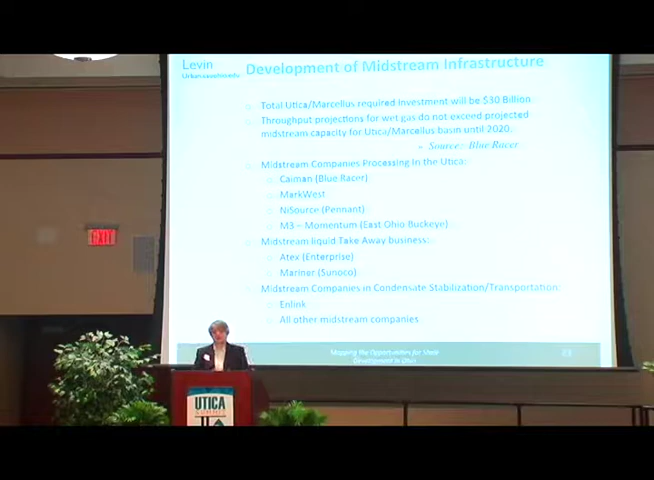 Levin
Development of Midstream Infrastructure
Total Utica/Marcellus required investment will be $30 Billion
Throughput projections for wet gas do not exceed projected
midstream capacity for Utica/Marcellus basin until 2020.
- Source: Blue Racer
Midstream Companies Processing in the Utica:
Caiman (Blue Racer)
MarkWest
NiSource (Pennant)
M3 – Momentum (East Ohio Buckeye)
Midstream liquid Take Away business:
Atex (Enterprise)
Mariner (Sunoco)
Midstream Companies in Condensate Stabilization/Transportation:
Enlink
All other midstream companies
Mapping the Opportunities for Shale
Development in Ohio
EXIT
UTICA